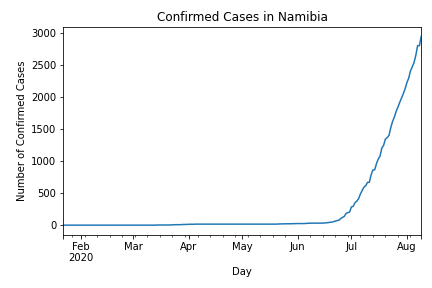 Confirmed Cases in Namibia
Number of Confirmed Cases
3000
2500
2000
1500
1000
500
0
Feb Mar Apr May Jun Jul Aug
2020
Day